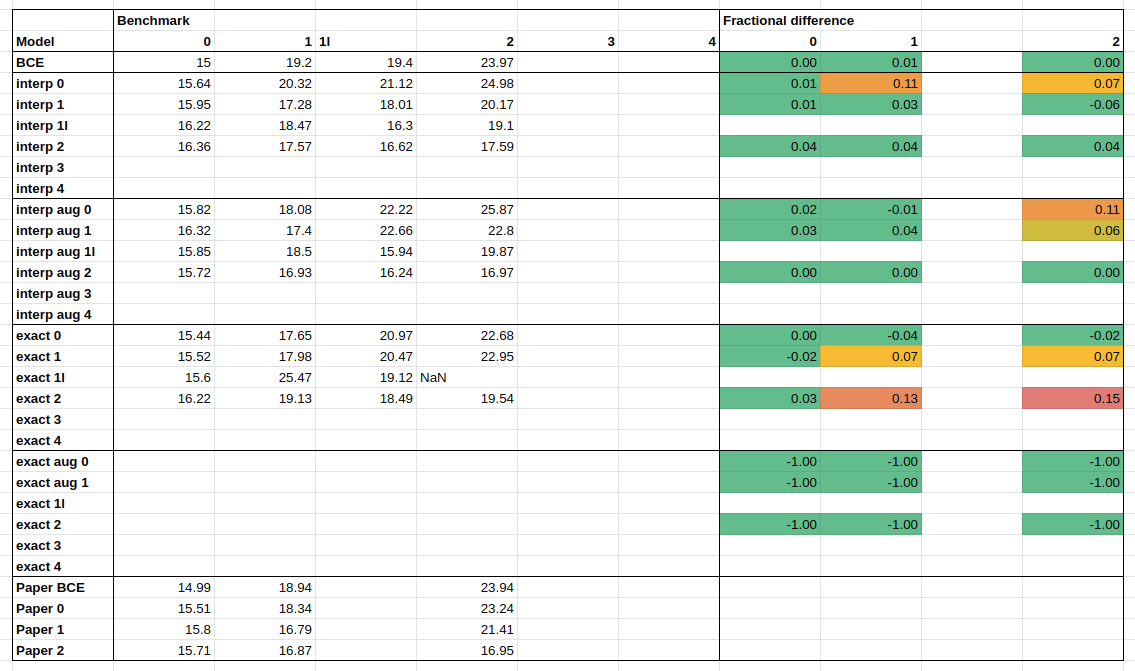 Benchmark Fractional difference
Model 0 1 1l 2 3 4 0 1 2
BCE 15 19.2 19.4 23.97 0.00 0.01 0.00
interp 0 15.64 20.32 21.12 24.98 0.01 0.11 0.07
interp 1 15.95 17.28 18.01 20.17 0.01 0.03 -0.06
interp 1l 16.22 18.47 16.3 19.1
interp 2 16.36 17.57 16.62 17.59 0.04 0.04 0.04
interp 3
interp 4
interp aug 0 15.82 18.08 22.22 25.87 0.02 -0.01 0.11
interp aug 1 16.32 17.4 22.66 22.8 0.03 0.04 0.06
interp aug 1l 15.85 18.5 15.94 19.87
interp aug 2 15.72 16.93 16.24 16.97 0.00 0.00 0.00
interp aug 3
interp aug 4
exact 0 15.44 17.65 20.97 22.68 0.00 -0.04 -0.02
exact 1 15.52 17.98 20.47 22.95 -0.02 0.07 0.07
exact 1l 15.6 25.47 19.12 NaN
exact 2 16.22 19.13 18.49 19.54 0.03 0.13 0.15
exact 3
exact 4
exact aug 0 -1.00 -1.00 -1.00
exact aug 1 -1.00 -1.00 -1.00
exact 1l
exact 2 -1.00 -1.00 -1.00
exact 3
exact 4
Paper BCE 14.99 18.94 23.94
Paper 0 15.51 18.34 23.24
Paper 1 15.8 16.79 21.41
Paper 2 15.71 16.87 16.95